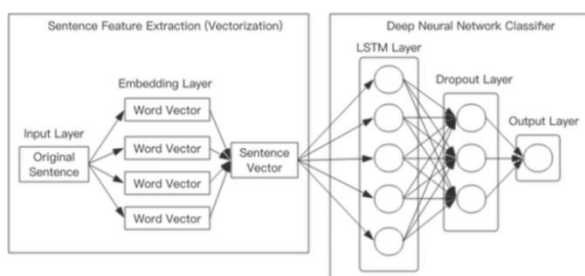 Sentence Feature Extraction (Vectorization)
Embedding Layer
Input Layer
Original
Sentence
Word Vector
Word Vector
Word Vector
Word Vector
Sentence
Vector
Deep Neural Network Classifier
LSTM Layer
Dropout Layer
Output Layer